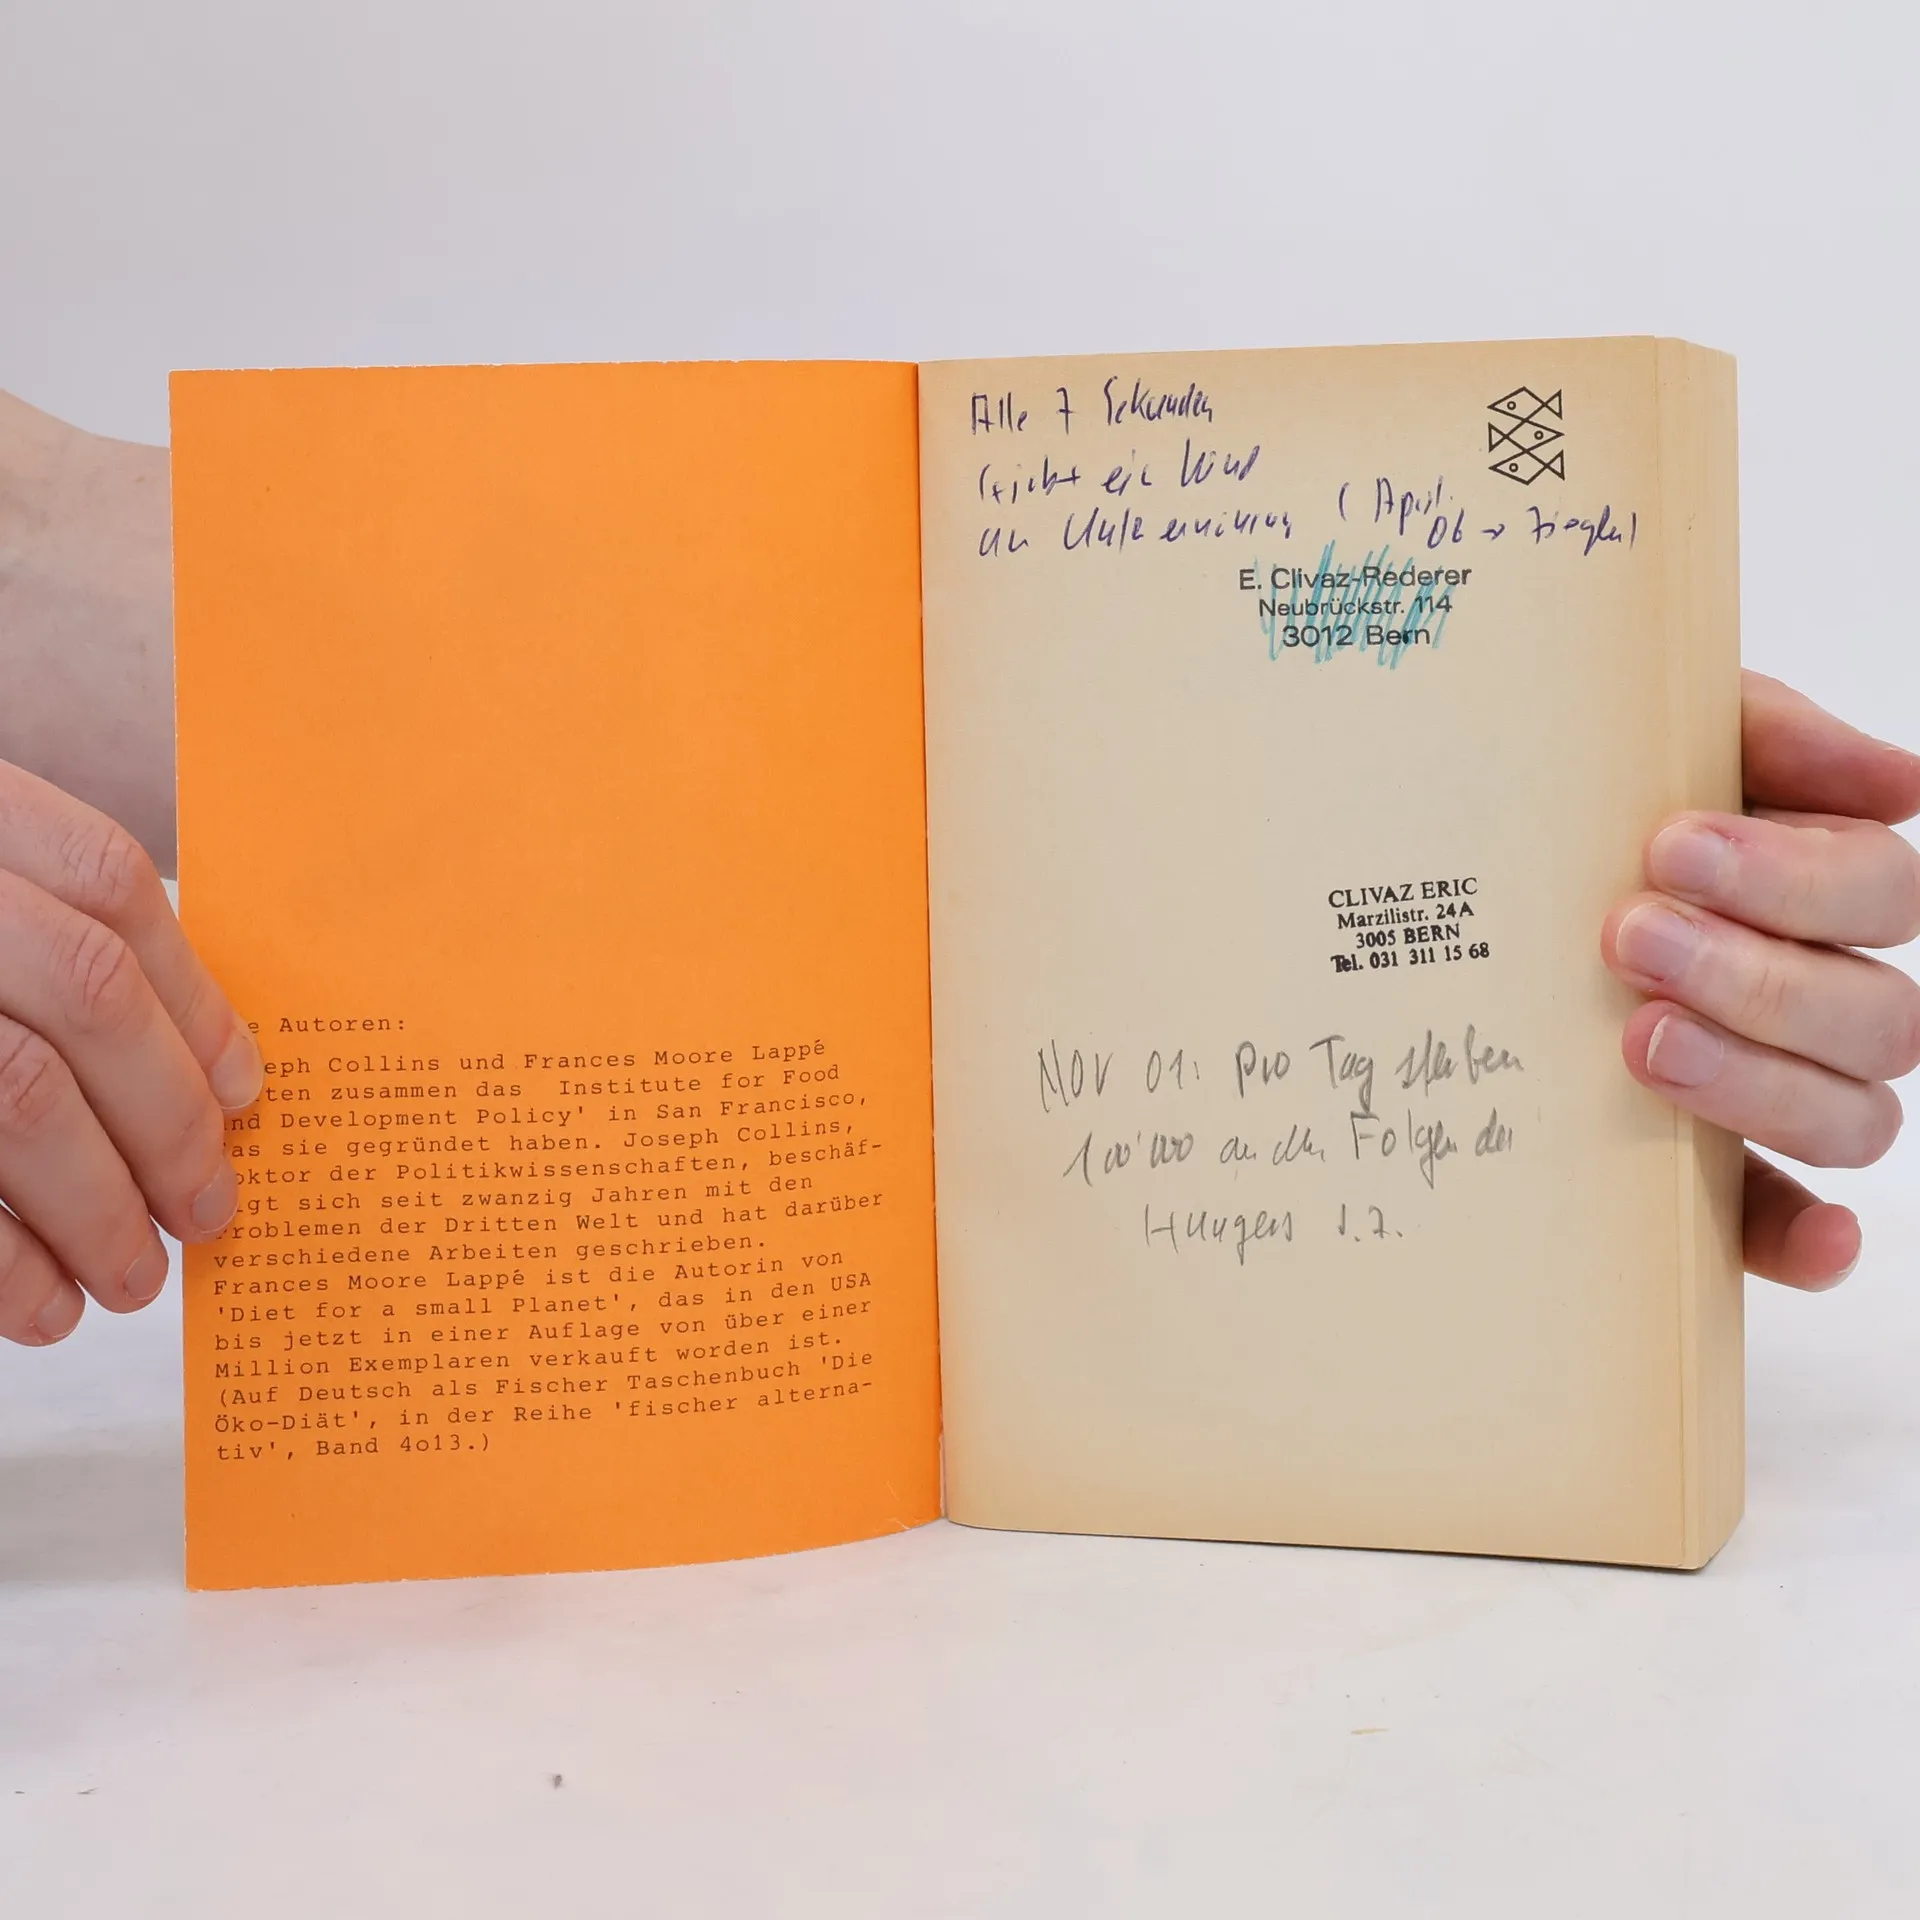 e Autoren:
eph Collins und Frances Moore Lappé
ten zusammen das Institute for Food
nd Development Policy' in San Francisco,
as sie gegründet haben. Joseph Collins,
oktor der Politikwissenschaften, beschäf-
igt sich seit zwanzig Jahren mit den
roblemen der Dritten Welt und hat darüber
verschiedene Arbeiten geschrieben.
Frances Moore Lappé ist die Autorin von
'Diet for a small Planet', das in den USA
bis jetzt in einer Auflage von über einer
Million Exemplaren verkauft worden ist.
(Auf Deutsch als Fischer Taschenbuch 'Die
Öko-Diät', in der Reihe 'fischer alterna-
tiv', Band 4o13.)
Alle 7 Sekunden
stirbt ein Kind
an Unterernährung (April 06 → Ziegler)
E. Clivaz-Rederer
Neubrückstr. 114
3012 Bern
CLIVAZ ERIC
Marzilistr. 24A
3005 BERN
Tel. 031 311 15 68
NOV 01: pro Tag sterben
100'000 an den Folgen des
Hungers J.Z.